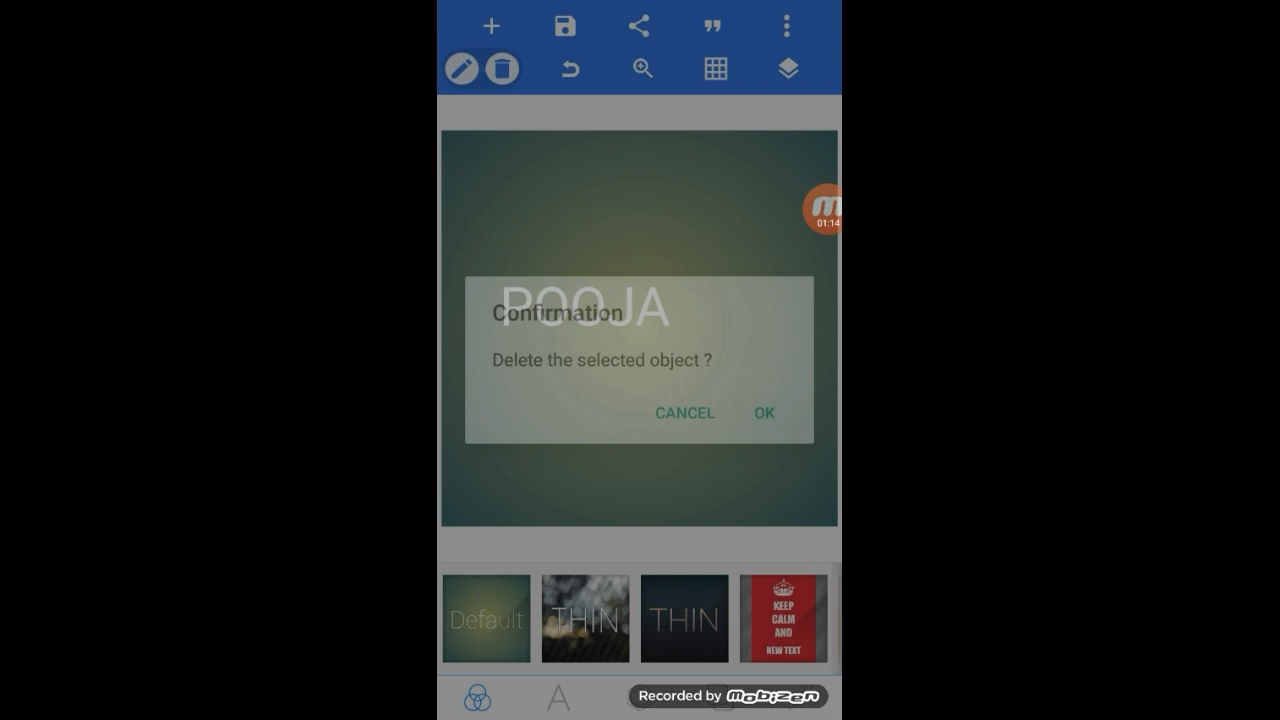 01:14
POOJA
Confirmation
Delete the selected object ?
CANCEL OK
Default
THIN
THIN
KEEP
CALM
AND
NEW TEXT
A
Recorded by mobizen